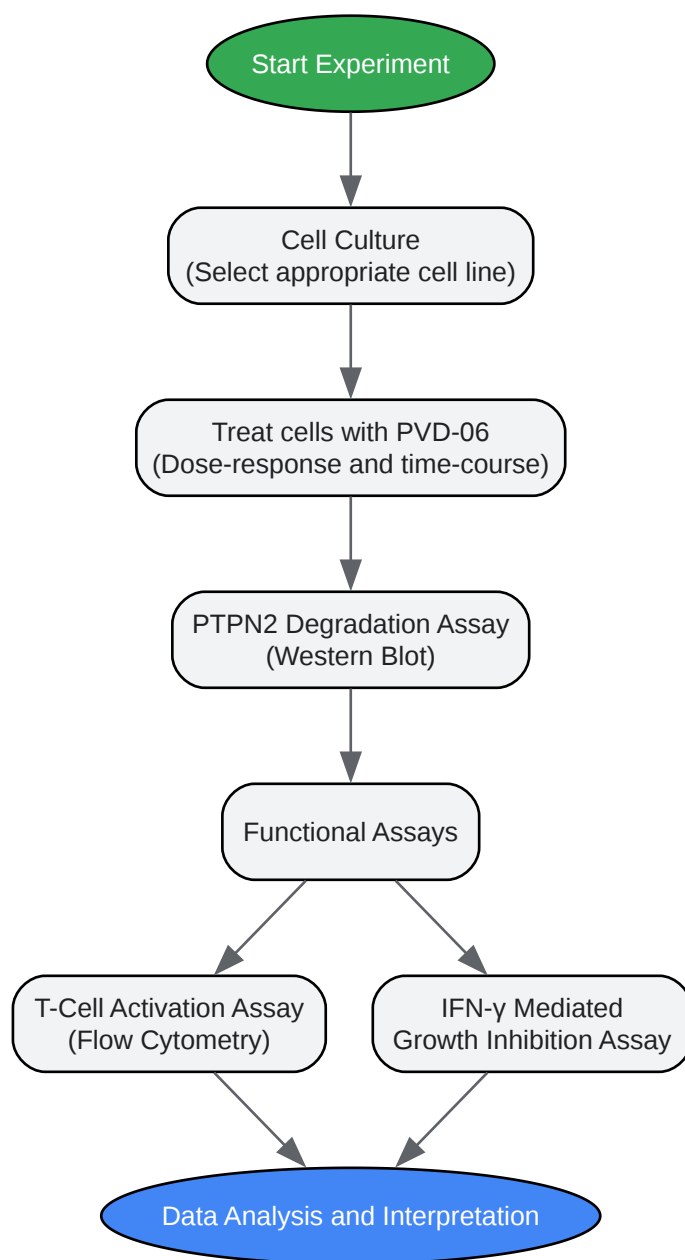 Start Experiment
Cell Culture
(Select appropriate cell line)
Treat cells with PVD-06
(Dose-response and time-course)
PTPN2 Degradation Assay
(Western Blot)
Functional Assays
T-Cell Activation Assay
(Flow Cytometry)
IFN-γ Mediated
Growth Inhibition Assay
Data Analysis and Interpretation